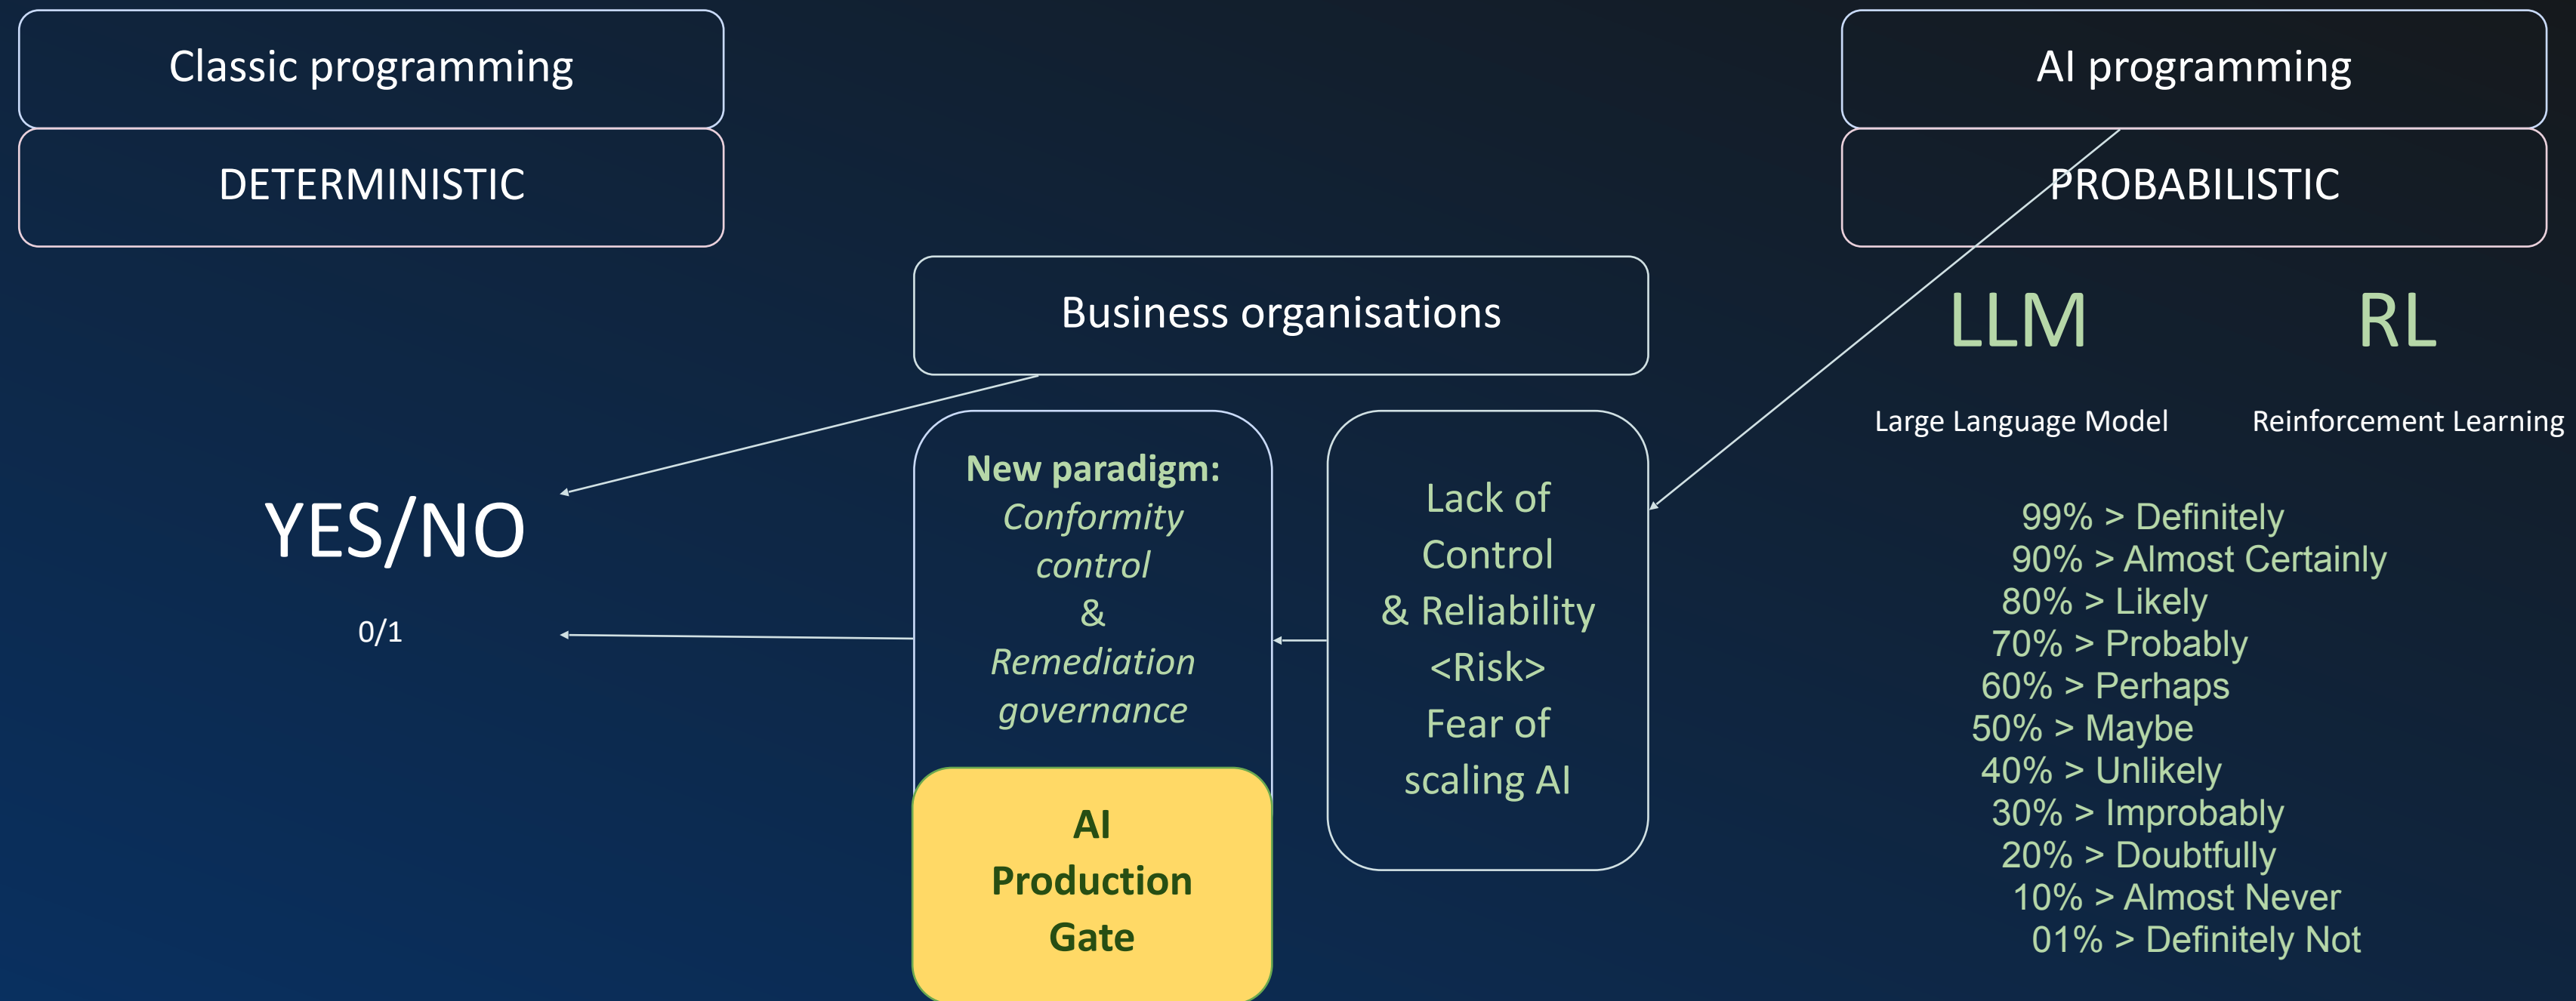 Classic programming
DETERMINISTIC
YES/NO
0/1
Business organisations
New paradigm:
Conformity
control
&
Remediation
governance
AI
Production
Gate
Lack of
Control
& Reliability
<Risk>
Fear of
scaling AI
AI programming
PROBABILISTIC
LLM
RL
Large Language Model
Reinforcement Learning
99% > Definitely
90% > Almost Certainly
80% > Likely
70% > Probably
60% > Perhaps
50% > Maybe
40% > Unlikely
30% > Improbably
20% > Doubtfully
10% > Almost Never
01% > Definitely Not